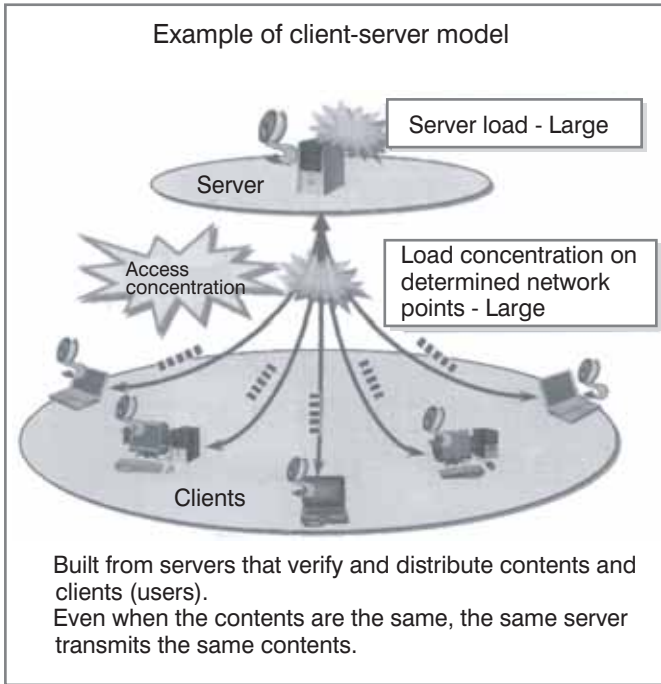 Example of client-server model
Server load - Large
Server
Access
concentration
Load concentration on
determined network
points - Large
Clients
Built from servers that verify and distribute contents and
clients (users).
Even when the contents are the same, the same server
transmits the same contents.